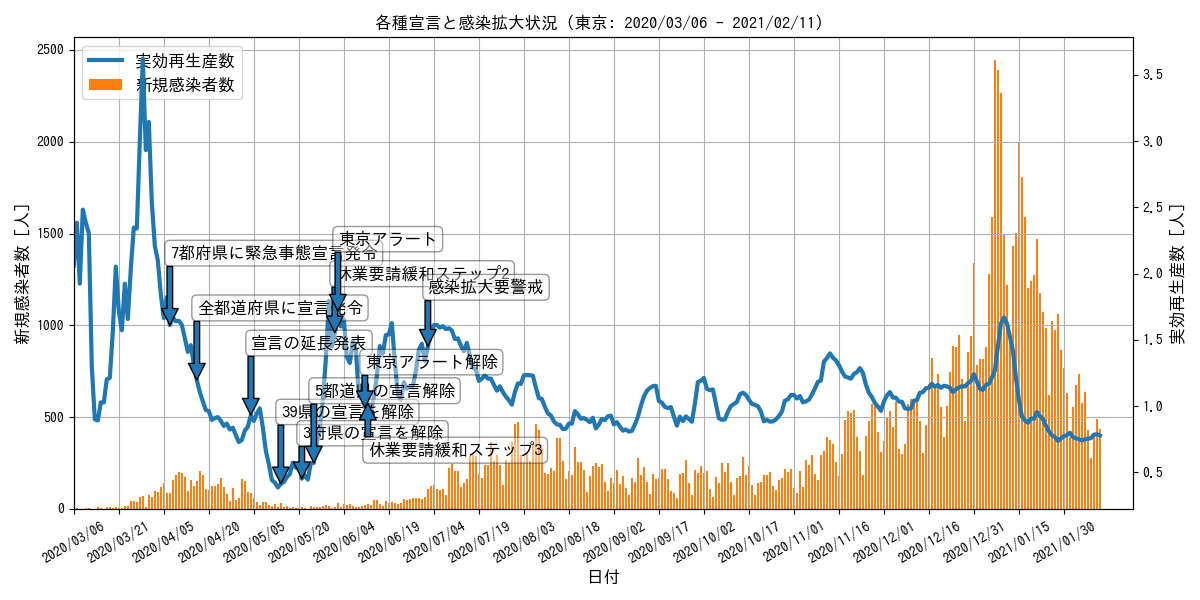 各種宣言と感染拡大状況 (東京: 2020/03/06 - 2021/02/11)
実効再生産数
新規感染者数
新規感染者数 [人]
2500
2000
1500
1000
500
0
3.5
3.0
2.5
2.0
1.5
1.0
0.5
実効再生産数 [人]
東京アラート
7都府県に緊急事態宣言発令
休業要請緩和ステップ2
感染拡大要警戒
全都道府県に宣言発令
宣言の延長発表
東京アラート解除
5都道県の宣言解除
39県の宣言を解除
3府県の宣言を解除
休業要請緩和ステップ3
2020/03/06
2020/03/21
2020/04/05
2020/04/20
2020/05/05
2020/05/20
2020/06/04
2020/06/19
2020/07/04
2020/07/19
2020/08/03
2020/08/18
2020/09/02
2020/09/17
2020/10/02
2020/10/17
2020/11/01
2020/11/16
2020/12/01
2020/12/16
2020/12/31
2021/01/15
2021/01/30
日付